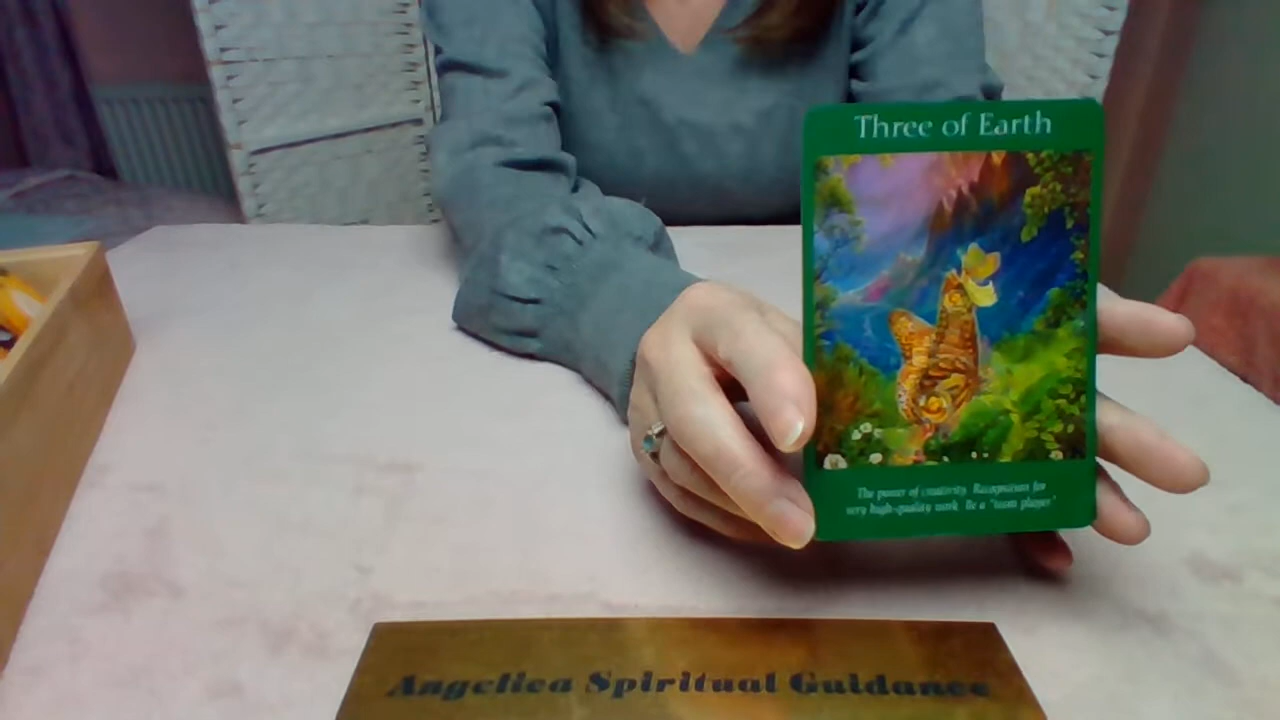 Three of Earth
The power of creativity. Recognition for
very high-quality work. Be a "team player"
Angelica Spiritual Guidance